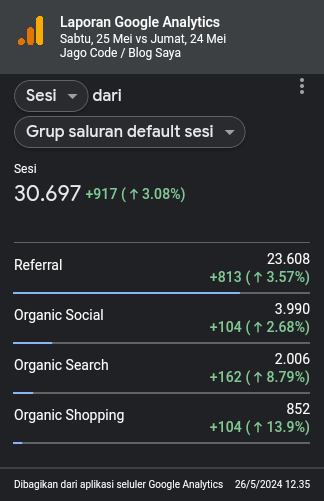 Laporan Google Analytics
Sabtu, 25 Mei vs Jumat, 24 Mei
Jago Code / Blog Saya
Sesi dari
Grup saluran default sesi
Sesi
30.697 +917 (↑ 3.08%)
Referral 23.608
+813 (↑ 3.57%)
Organic Social 3.990
+104 (↑ 2.68%)
Organic Search 2.006
+162 (↑ 8.79%)
Organic Shopping 852
+104 (↑ 13.9%)
Dibagikan dari aplikasi seluler Google Analytics 26/5/2024 12.35